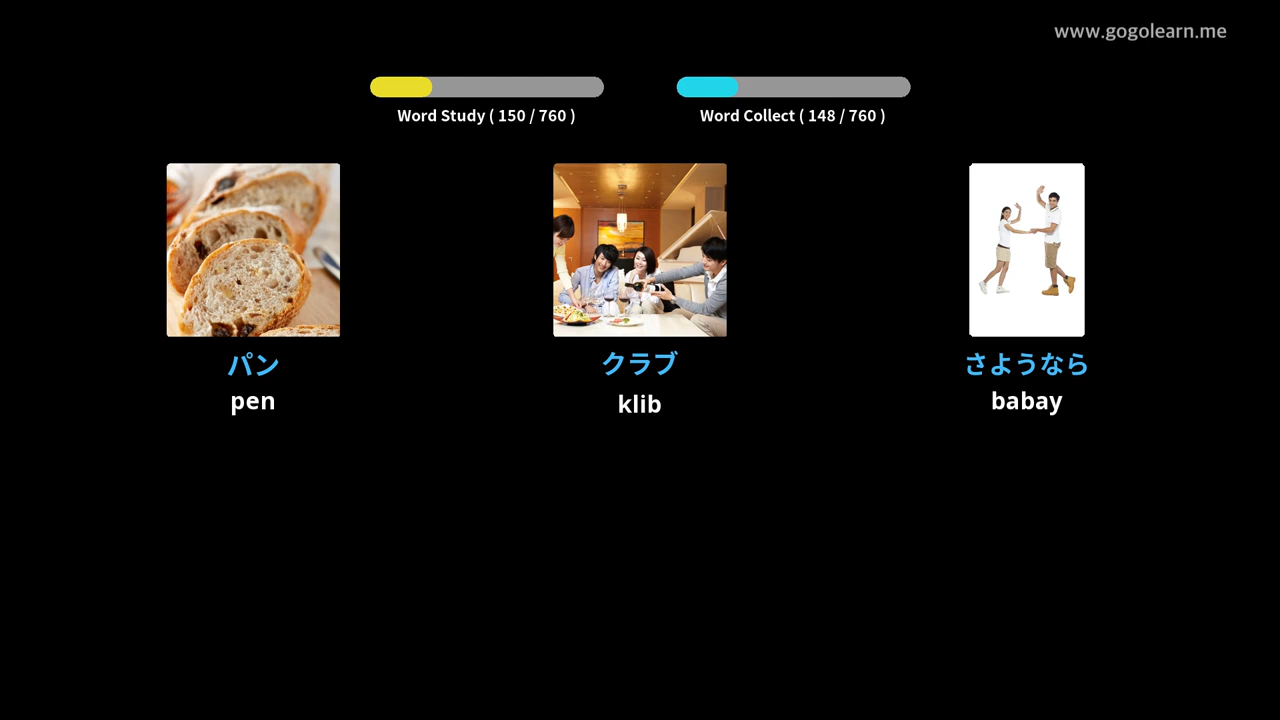 www.gogolearn.me
Word Study ( 150 / 760 )
Word Collect ( 148 / 760 )
パン
クラブ
さようなら
pen
klib
babay